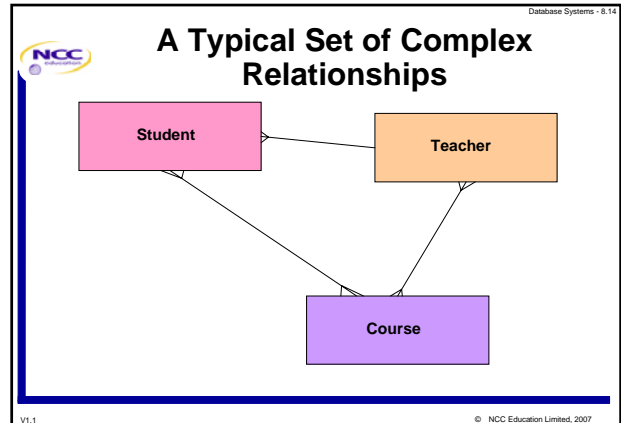 Database Systems - 8.14
NCC
education
A Typical Set of Complex
Relationships
Student
Teacher
Course
V1.1
© NCC Education Limited, 2007